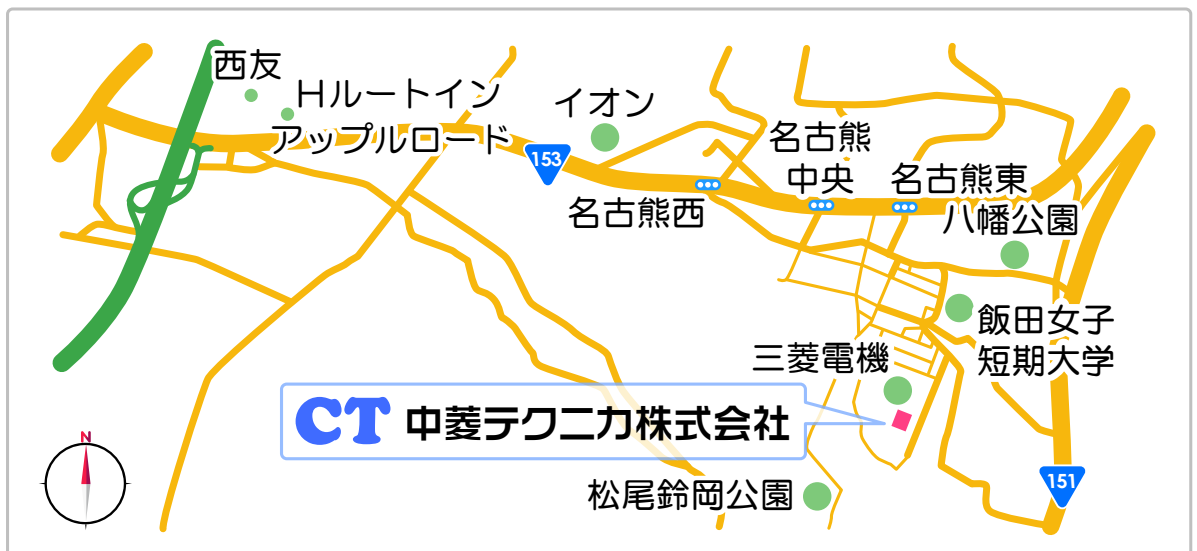 西友
Hルートイン
アップルロード
イオン
153
名古熊西
名古熊
中央
名古熊東
八幡公園
飯田女子
短期大学
三菱電機
CT 中菱テクニカ株式会社
松尾鈴岡公園
151
N